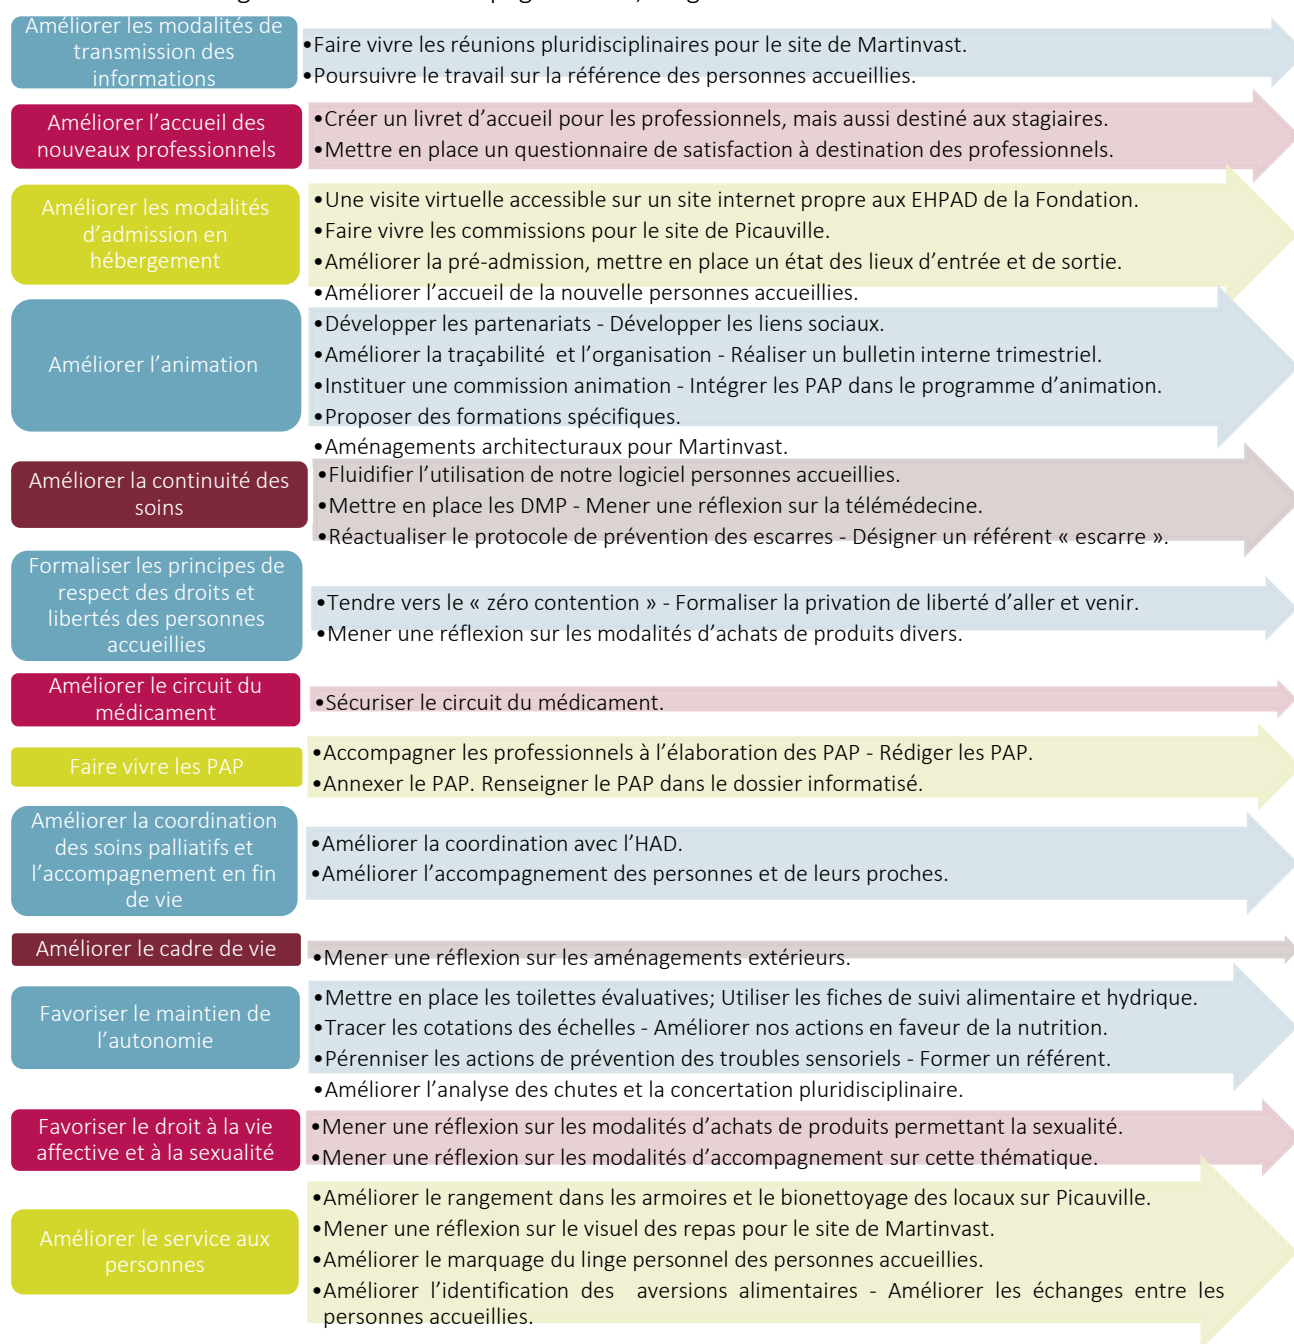 Améliorer les modalités de
transmission des
informations
•Faire vivre les réunions pluridisciplinaires pour le site de Martinvast.
•Poursuivre le travail sur la référence des personnes accueillies.
Améliorer l’accueil des
nouveaux professionnels
•Créer un livret d’accueil pour les professionnels, mais aussi destiné aux stagiaires.
•Mettre en place un questionnaire de satisfaction à destination des professionnels.
Améliorer les modalités
d’admission en
hébergement
•Une visite virtuelle accessible sur un site internet propre aux EHPAD de la Fondation.
•Faire vivre les commissions pour le site de Picauville.
•Améliorer la pré-admission, mettre en place un état des lieux d’entrée et de sortie.
•Améliorer l’accueil de la nouvelle personnes accueillies.
Améliorer l’animation
•Développer les partenariats - Développer les liens sociaux.
•Améliorer la traçabilité et l’organisation - Réaliser un bulletin interne trimestriel.
•Instituer une commission animation - Intégrer les PAP dans le programme d’animation.
•Proposer des formations spécifiques.
•Aménagements architecturaux pour Martinvast.
Améliorer la continuité des
soins
•Fluidifier l’utilisation de notre logiciel personnes accueillies.
•Mettre en place les DMP - Mener une réflexion sur la télémédecine.
•Réactualiser le protocole de prévention des escarres - Désigner un référent « escarre ».
Formaliser les principes de
respect des droits et
libertés des personnes
accueillies
•Tendre vers le « zéro contention » - Formaliser la privation de liberté d’aller et venir.
•Mener une réflexion sur les modalités d’achats de produits divers.
Améliorer le circuit du
médicament
•Sécuriser le circuit du médicament.
Faire vivre les PAP
•Accompagner les professionnels à l’élaboration des PAP - Rédiger les PAP.
•Annexer le PAP. Renseigner le PAP dans le dossier informatisé.
Améliorer la coordination
des soins palliatifs et
l’accompagnement en fin
de vie
•Améliorer la coordination avec l’HAD.
•Améliorer l’accompagnement des personnes et de leurs proches.
Améliorer le cadre de vie
•Mener une réflexion sur les aménagements extérieurs.
Favoriser le maintien de
l’autonomie
•Mettre en place les toilettes évaluatives; Utiliser les fiches de suivi alimentaire et hydrique.
•Tracer les cotations des échelles - Améliorer nos actions en faveur de la nutrition.
•Pérenniser les actions de prévention des troubles sensoriels - Former un référent.
•Améliorer l’analyse des chutes et la concertation pluridisciplinaire.
Favoriser le droit à la vie
affective et à la sexualité
•Mener une réflexion sur les modalités d’achats de produits permettant la sexualité.
•Mener une réflexion sur les modalités d’accompagnement sur cette thématique.
Améliorer le service aux
personnes
•Améliorer le rangement dans les armoires et le bionettoyage des locaux sur Picauville.
•Mener une réflexion sur le visuel des repas pour le site de Martinvast.
•Améliorer le marquage du linge personnel des personnes accueillies.
•Améliorer l’identification des aversions alimentaires - Améliorer les échanges entre les
personnes accueillies.